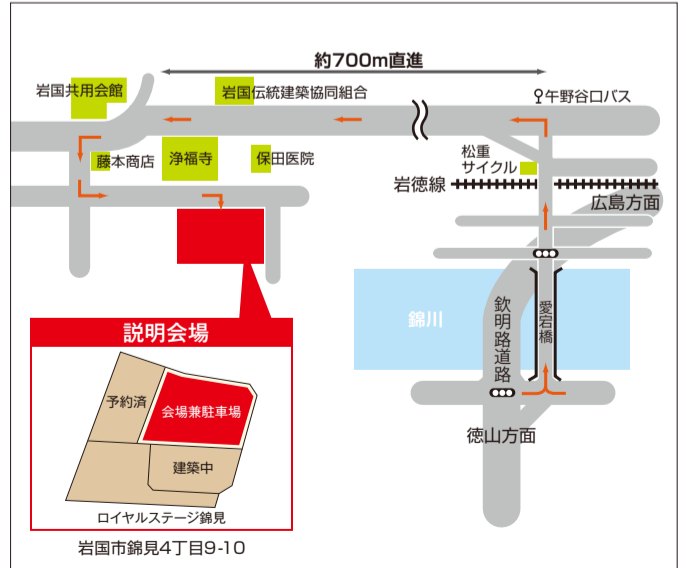 約700m直進
岩国共用会館
岩国伝統建築協同組合
午野谷口バス
藤本商店
浄福寺
保田医院
松重
サイクル
岩徳線
広島方面
錦川
欽明路道路
愛宕橋
徳山方面
説明会場
予約済
会場兼駐車場
建築中
ロイヤルステージ錦見
岩国市錦見4丁目9-10